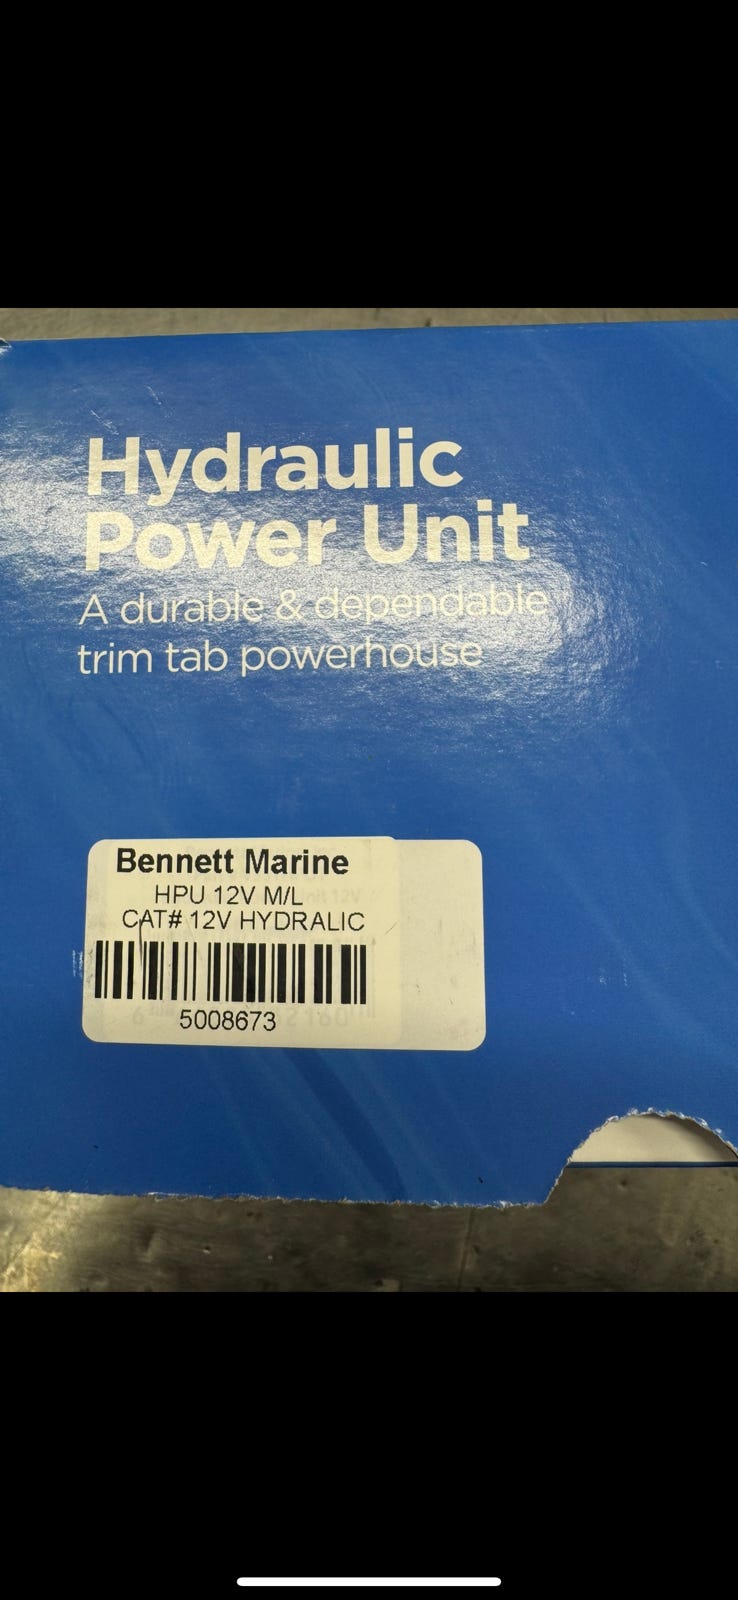 Hydraulic
Power Unit
A durable & dependable
trim tab powerhouse
Bennett Marine
HPU 12V M/L
CAT# 12V HYDRALIC
5008673